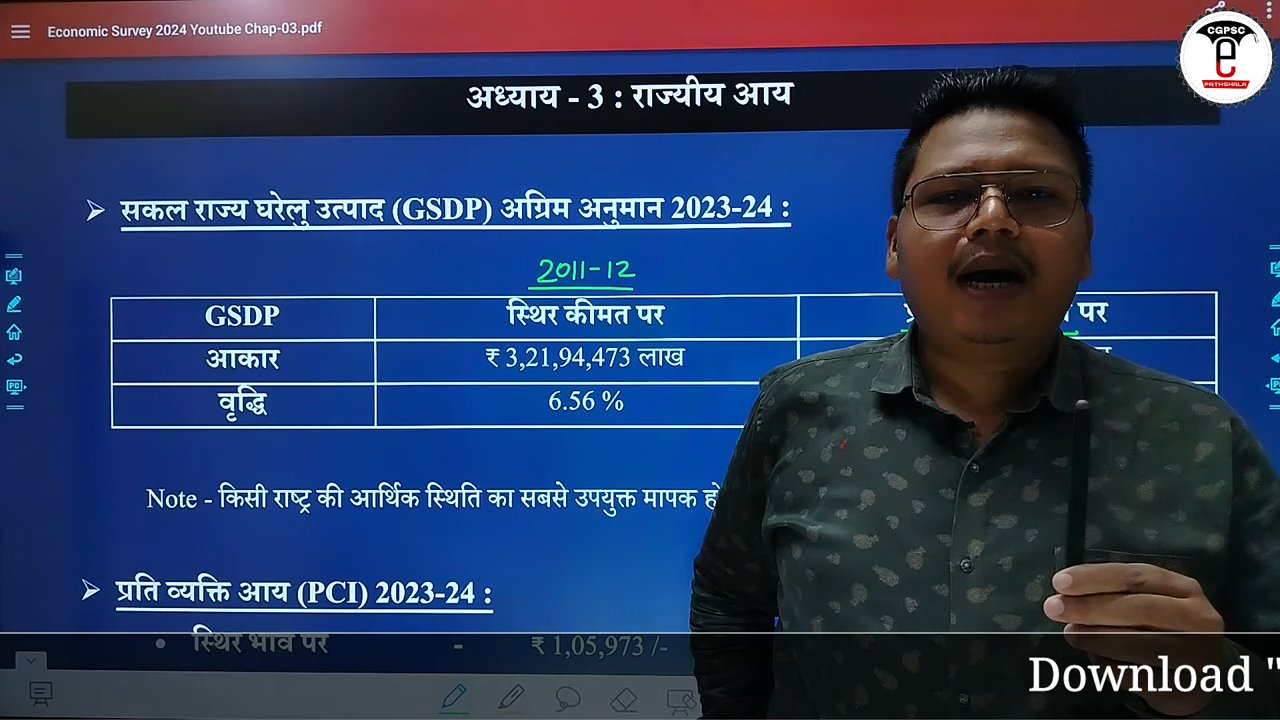 Economic Survey 2024 Youtube Chap-03.pdf
CGPSC
e
PATHSHALA
अध्याय - 3 : राज्यीय आय
➢ सकल राज्य घरेलु उत्पाद (GSDP) अग्रिम अनुमान 2023-24 :
2011-12
GSDP स्थिर कीमत पर पर
आकार ₹ 3,21,94,473 लाख
वृद्धि 6.56 %
Note - किसी राष्ट्र की आर्थिक स्थिति का सबसे उपयुक्त मापक
➢ प्रति व्यक्ति आय (PCI) 2023-24 :
• स्थिर भाव पर - ₹ 1,05,973 /-
Download "